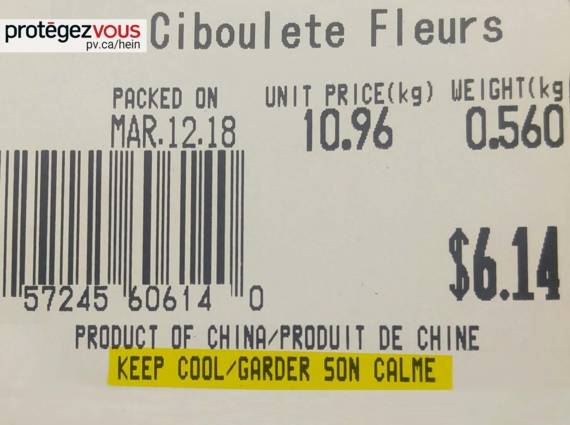 protégezvous
pv.ca/hein
Ciboulete Fleurs
PACKED ON UNIT PRICE(kg) WEIGHT(kg
MAR.12.18 10.96 0.560
$6.14
57245 60614 0
PRODUCT OF CHINA/PRODUIT DE CHINE
KEEP COOL/GARDER SON CALME